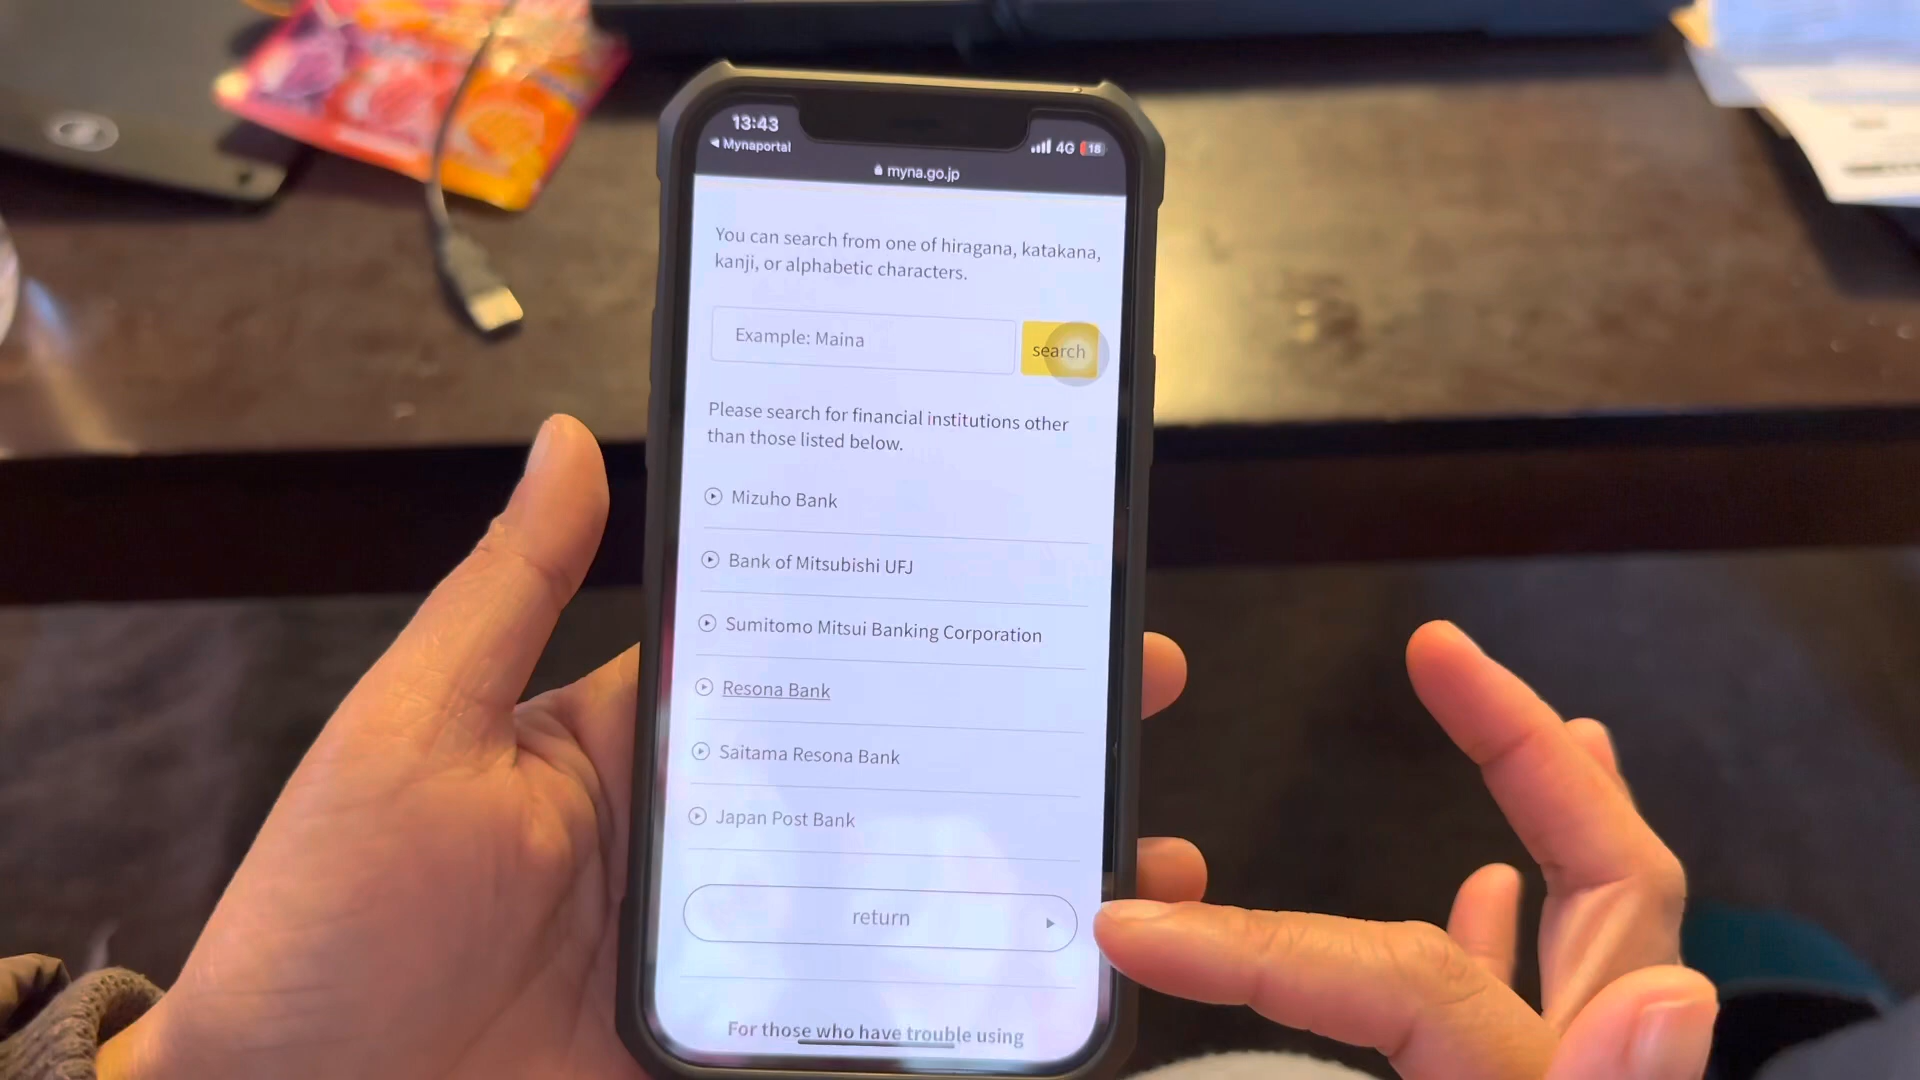 13:43
Mynaportal
4G 18
myna.go.jp
You can search from one of hiragana, katakana,
kanji, or alphabetic characters.
Example: Maina
search
Please search for financial institutions other
than those listed below.
Mizuho Bank
Bank of Mitsubishi UFJ
Sumitomo Mitsui Banking Corporation
Resona Bank
Saitama Resona Bank
Japan Post Bank
return
For those who have trouble using